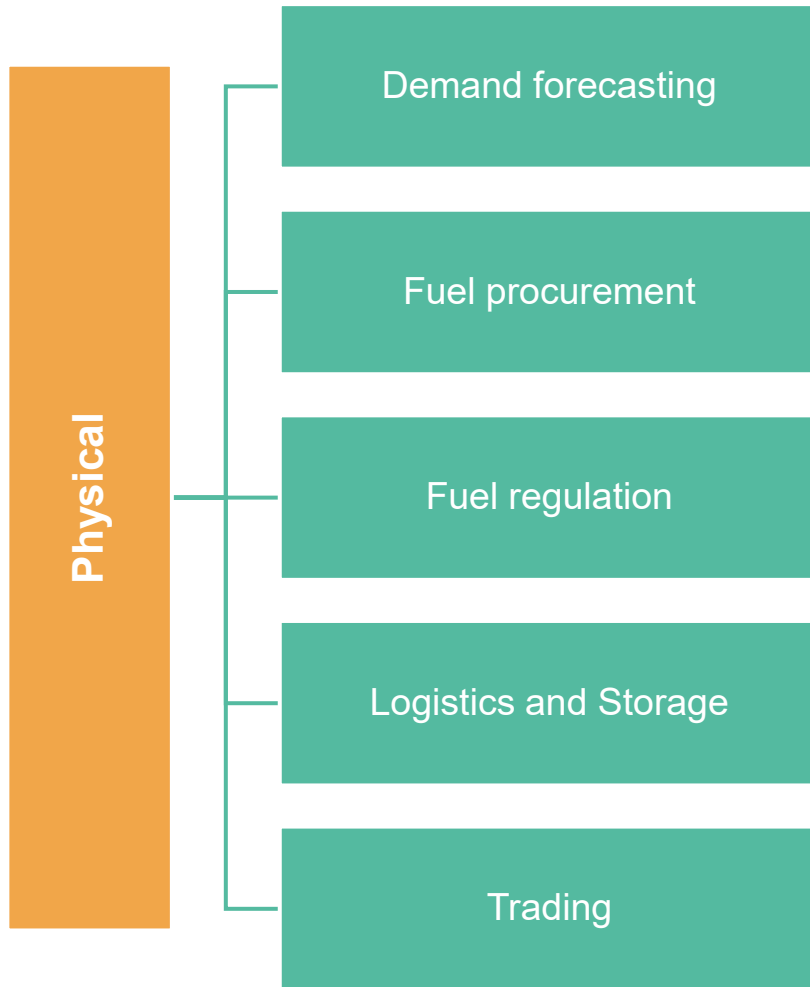 Physical
Demand forecasting
Fuel procurement
Fuel regulation
Logistics and Storage
Trading